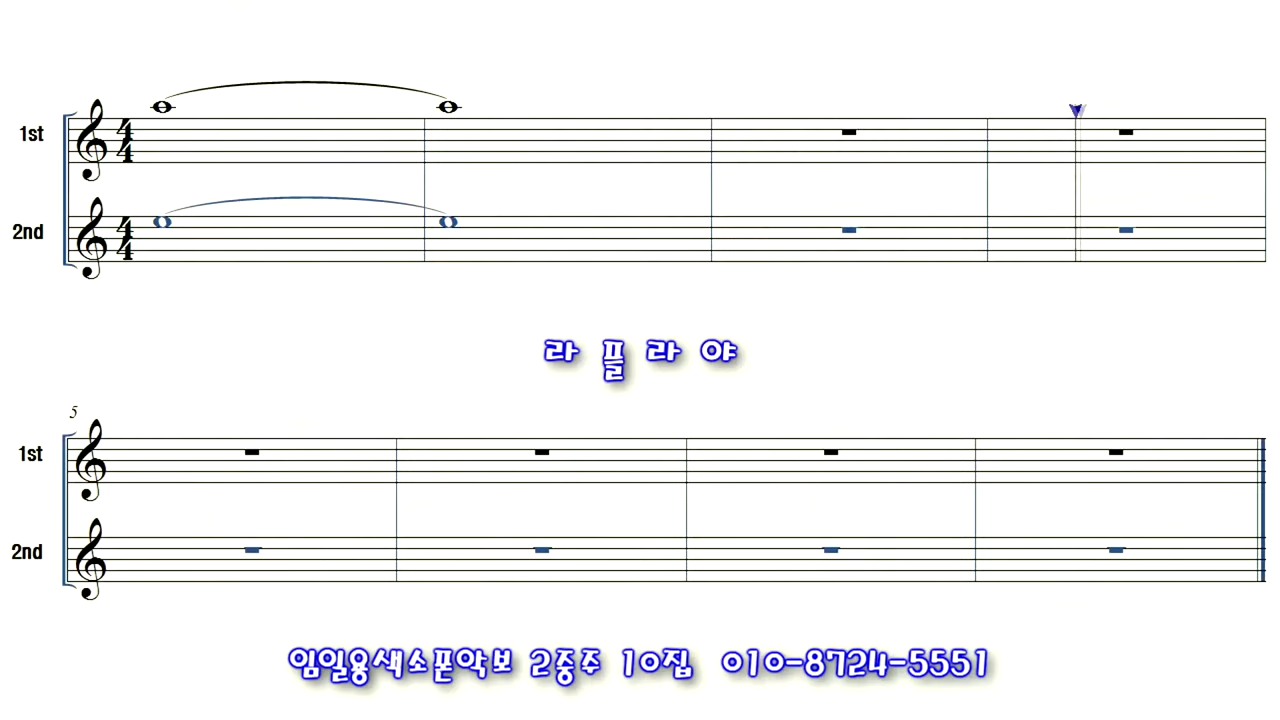 1st
2nd
라 플 라 야
5
1st
2nd
임일용색소폰악보 2중주 10집 010-8724-5551